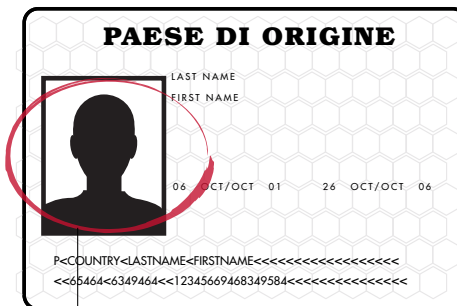 PAESE DI ORIGINE
LAST NAME
FIRST NAME
06 OCT/OCT 01 26 OCT/OCT 06
P<COUNTRY<LASTNAME<FIRSTNAME<<<<<<<<<<<<<<<<<<
<<65464<6349464<<12345669468349584<<<<<<<<<<<<<<<